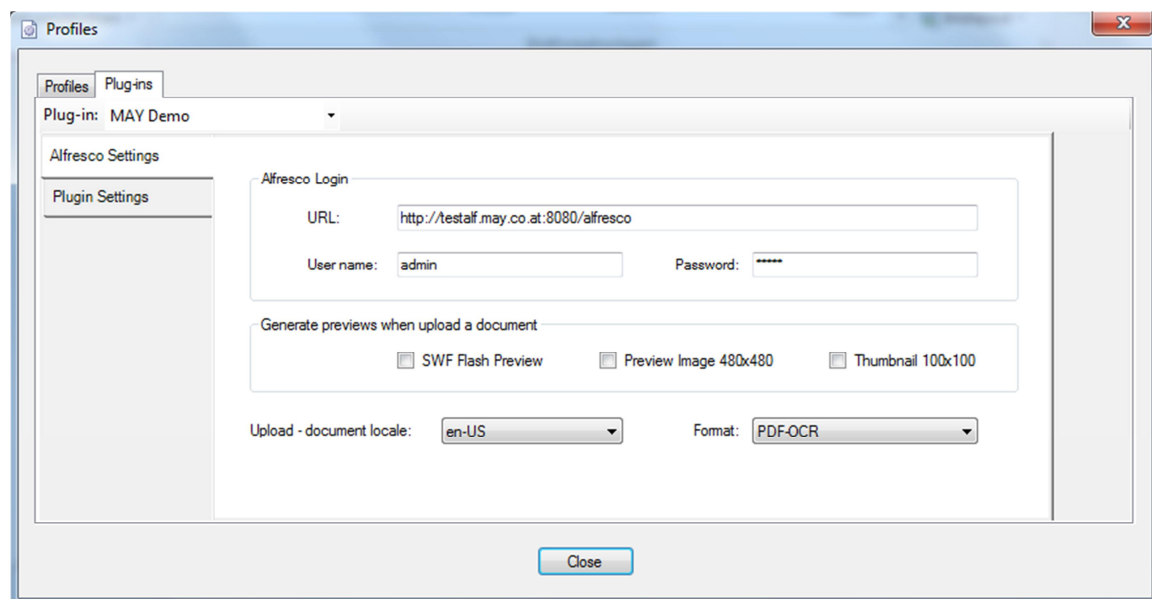 Profiles
Profiles Plug-ins
Plug-in: MAY Demo
Alfresco Settings
Plugin Settings
Alfresco Login
URL: http://testalf.may.co.at:8080/alfresco
User name: admin Password: *****
Generate previews when upload a document
SWF Flash Preview Preview Image 480x480 Thumbnail 100x100
Upload - document locale: en-US Format: PDF-OCR
Close